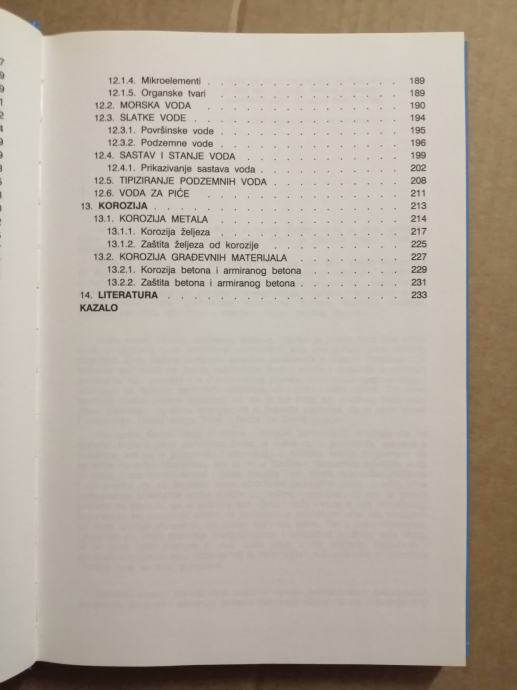 12.1.4. Mikroelementi . . . . . . . . . . . . . . . 189
12.1.5. Organske tvari . . . . . . . . . . . . . . . 189
12.2. MORSKA VODA . . . . . . . . . . . . . . . 190
12.3. SLATKE VODE . . . . . . . . . . . . . . . 194
12.3.1. Površinske vode . . . . . . . . . . . . . . 195
12.3.2. Podzemne vode . . . . . . . . . . . . . . 196
12.4. SASTAV I STANJE VODA . . . . . . . . . . . . . 199
12.4.1. Prikazivanje sastava voda . . . . . . . . . . . . 202
12.5. TIPIZIRANJE PODZEMNIH VODA . . . . . . . . . . . 208
12.6. VODA ZA PIĆE . . . . . . . . . . . . . . . 211
13. KOROZIJA . . . . . . . . . . . . . . . . . . 213
13.1. KOROZIJA METALA . . . . . . . . . . . . . . 214
13.1.1. Korozija željeza . . . . . . . . . . . . . . 217
13.1.2. Zaštita željeza od korozije . . . . . . . . . . . . 225
13.2. KOROZIJA GRAĐEVNIH MATERIJALA . . . . . . . . . . 227
13.2.1. Korozija betona i armiranog betona . . . . . . . . . 229
13.2.2. Zaštita betona i armiranog betona . . . . . . . . . . 231
14. LITERATURA . . . . . . . . . . . . . . . . . 233
KAZALO